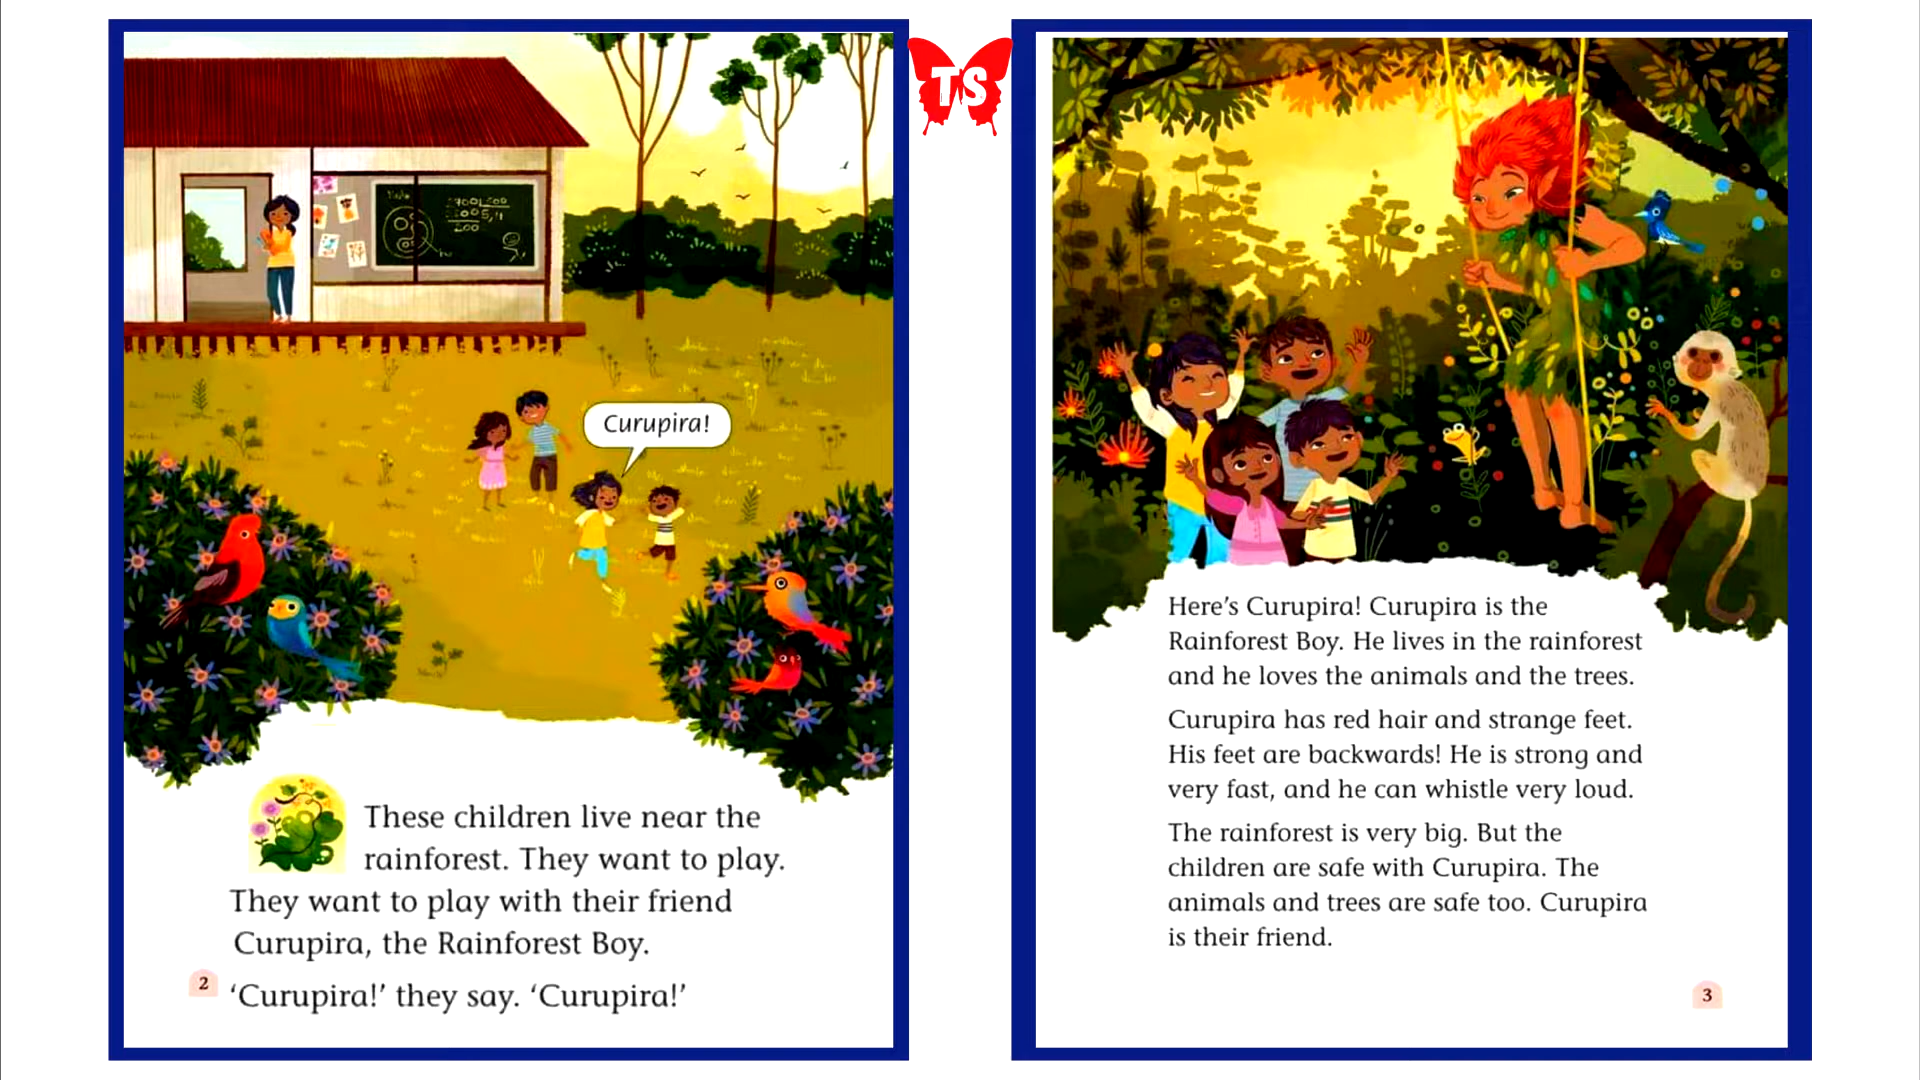 Curupira!
These children live near the
rainforest. They want to play.
They want to play with their friend
Curupira, the Rainforest Boy.
‘Curupira!’ they say. ‘Curupira!’
2
TS
Here’s Curupira! Curupira is the
Rainforest Boy. He lives in the rainforest
and he loves the animals and the trees.
Curupira has red hair and strange feet.
His feet are backwards! He is strong and
very fast, and he can whistle very loud.
The rainforest is very big. But the
children are safe with Curupira. The
animals and trees are safe too. Curupira
is their friend.
3